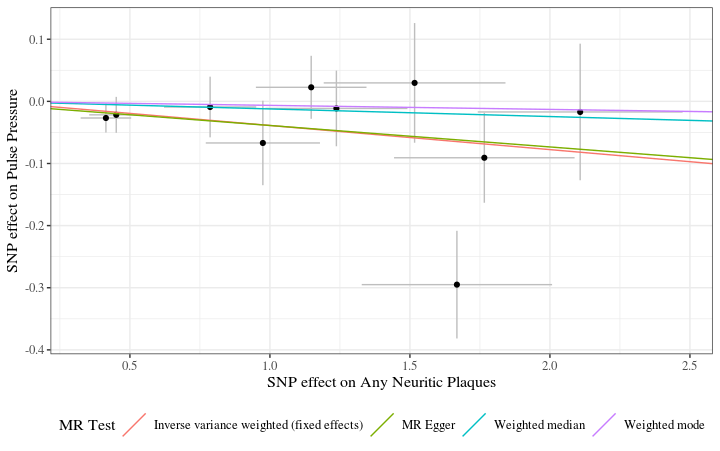 SNP effect on Pulse Pressure
0.1
0.0
-0.1
-0.2
-0.3
-0.4
0.5 1.0 1.5 2.0 2.5
SNP effect on Any Neuritic Plaques
MR Test Inverse variance weighted (fixed effects) MR Egger Weighted median Weighted mode